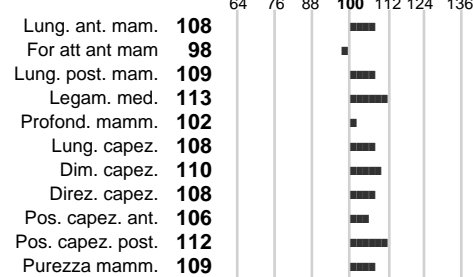 64 76 88 100 112 124 136
Lung. ant. mam. 108
For att ant mam 98
Lung. post. mam. 109
Legam. med. 113
Profond. mamm. 102
Lung. capez. 108
Dim. capez. 110
Direz. capez. 108
Pos. capez. ant. 106
Pos. capez. post. 112
Purezza mamm. 109